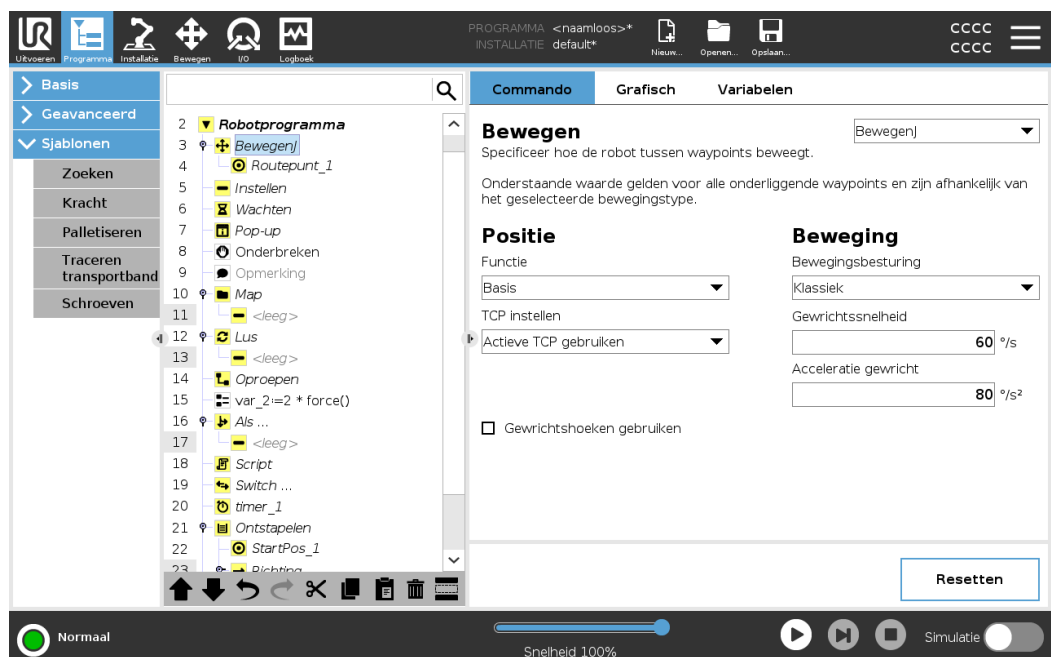 UR
PROGRAMMA <naamloos>*
INSTALLATIE default*
Uitvoeren Programma Installatie Bewegen I/O Logboek
Nieuw... Openen... Opslaan...
CCCC
CCCC
Basis
Geavanceerd
Sjablonen
Zoeken
Kracht
Palletiseren
Traceren
transportband
Schroeven
2 Robotprogramma
3 BewegenJ
4 Routepunt_1
5 Instellen
6 Wachten
7 Pop-up
8 Onderbreken
9 Opmerking
10 Map
11 <leeg>
12 Lus
13 <leeg>
14 Oproepen
15 var_2:=2 * force()
16 Als ...
17 <leeg>
18 Script
19 Switch ...
20 timer_1
21 Ontstapelen
22 StartPos_1
23 Richting
Commando Grafisch Variabelen
Bewegen
BewegenJ
Specificeer hoe de robot tussen waypoints beweegt.
Onderstaande waarde gelden voor alle onderliggende waypoints en zijn afhankelijk van
het geselecteerde bewegingstype.
Positie
Functie
Basis
TCP instellen
Actieve TCP gebruiken
Gewrichtshoeken gebruiken
Beweging
Bewegingsbesturing
Klassiek
Gewrichtssnelheid
60 °/s
Acceleratie gewricht
80 °/s²
Resetten
Normaal
Snelheid 100%
Simulatie